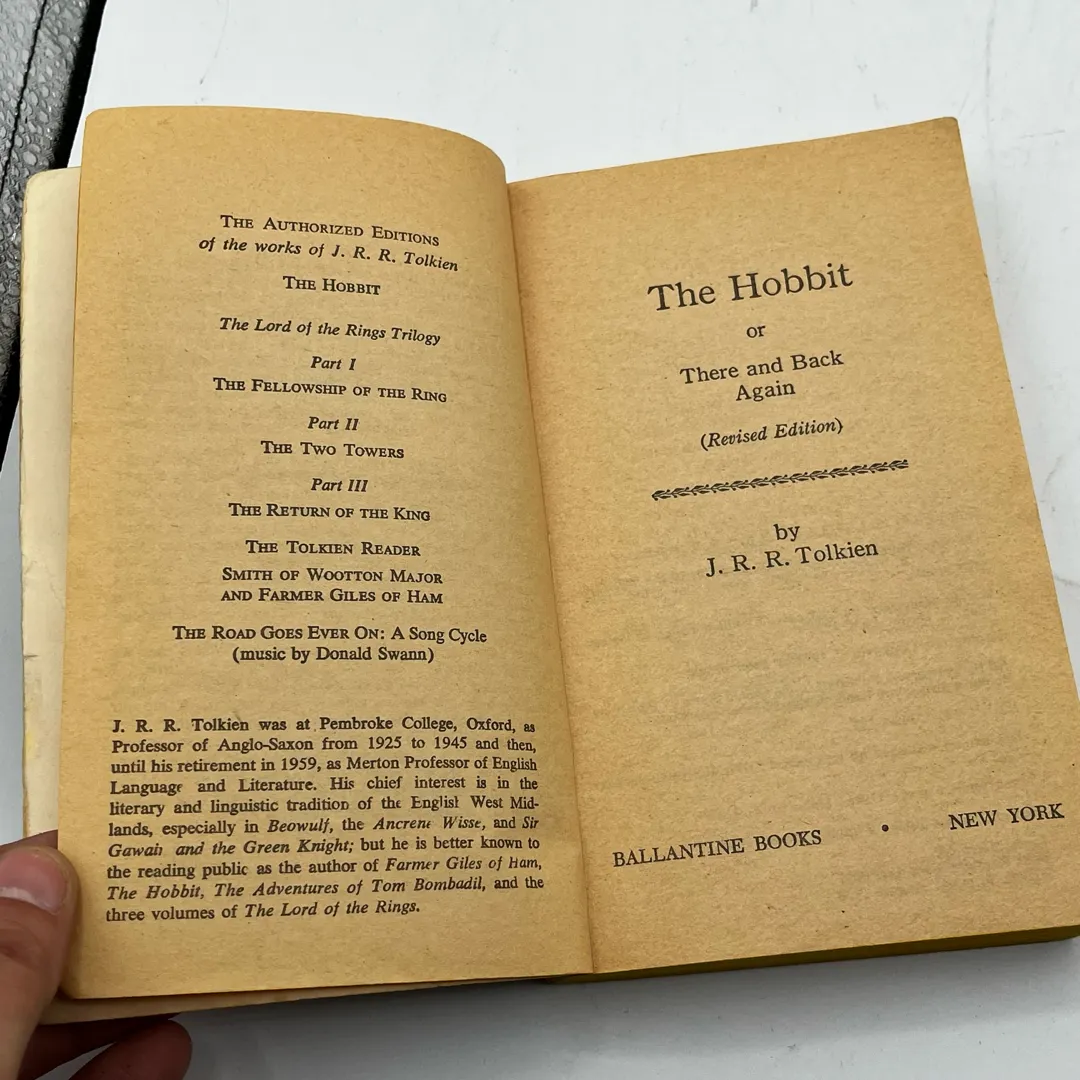 THE AUTHORIZED EDITIONS
of the works of J. R. R. Tolkien
THE HOBBIT
The Lord of the Rings Trilogy
Part I
THE FELLOWSHIP OF THE RING
Part II
THE TWO TOWERS
Part III
THE RETURN OF THE KING
THE TOLKIEN READER
SMITH OF WOOTTON MAJOR
AND FARMER GILES OF HAM
THE ROAD GOES EVER ON: A Song Cycle
(music by Donald Swann)
J. R. R. Tolkien was at Pembroke College, Oxford, as
Professor of Anglo-Saxon from 1925 to 1945 and then,
until his retirement in 1959, as Merton Professor of English
Language and Literature. His chief interest is in the
literary and linguistic tradition of the English West Mid-
lands, especially in Beowulf, the Ancrene Wisse, and Sir
Gawain and the Green Knight; but he is better known to
the reading public as the author of Farmer Giles of Ham,
The Hobbit, The Adventures of Tom Bombadil, and the
three volumes of The Lord of the Rings.
The Hobbit
or
There and Back
Again
(Revised Edition)
by
J. R. R. Tolkien
BALLANTINE BOOKS • NEW YORK